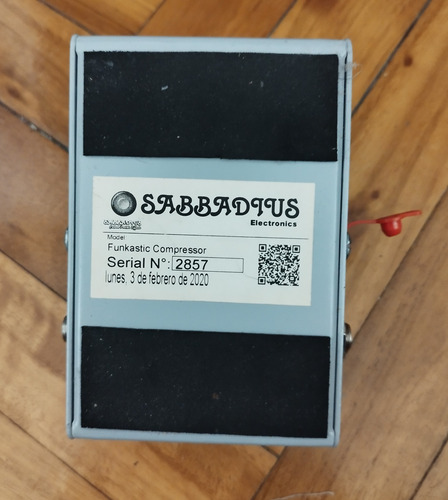 SABBADIUS
Electronics
Model
Funkastic Compressor
Serial N°: 2857
lunes, 3 de febrero de 2020